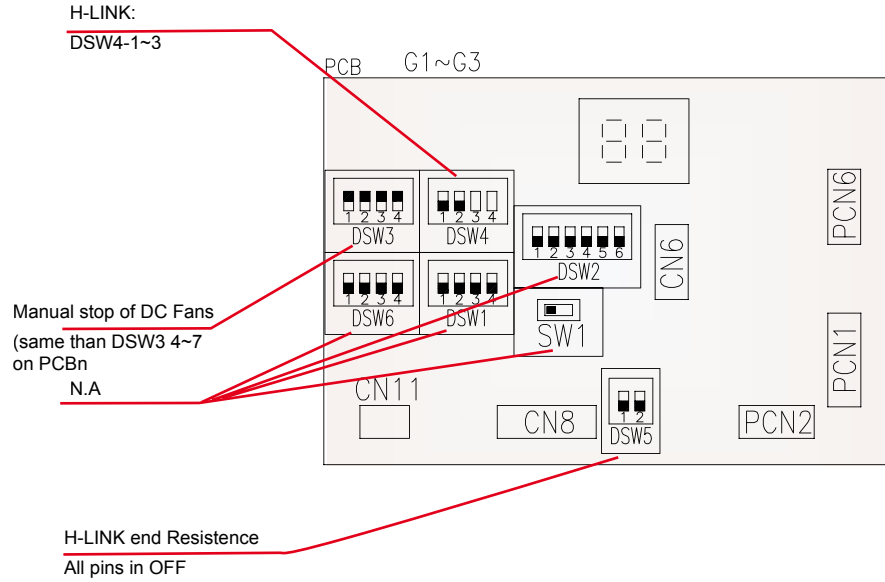 H-LINK:
DSW4-1~3
PCB G1~G3
PCN6
1 2 3 4
DSW3
1 2 3 4
DSW4
1 2 3 4 5 6
DSW2
CN6
1 2 3 4
DSW6
1 2 3 4
DSW1
SW1
Manual stop of DC Fans
(same than DSW3 4~7
on PCBn
N.A
PCN1
CN11
CN8
1 2
DSW5
PCN2
H-LINK end Resistence
All pins in OFF